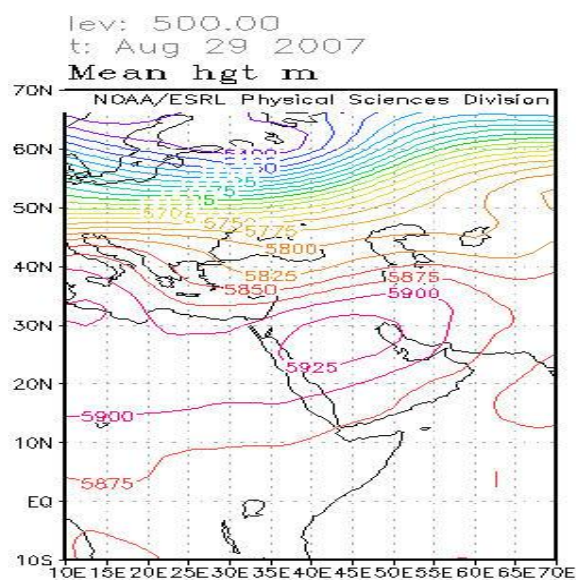 lev: 500.00
t: Aug 29 2007
Mean hgt m
70N
NOAA/ESRL Physical Sciences Division
60N
50N
5775
5800
40N
5825
5875
5850
5900
30N
5925
20N
5900
10N
5875
EQ
10S
10E 15E 20E 25E 30E 35E 40E 45E 50E 55E 60E 65E 70E